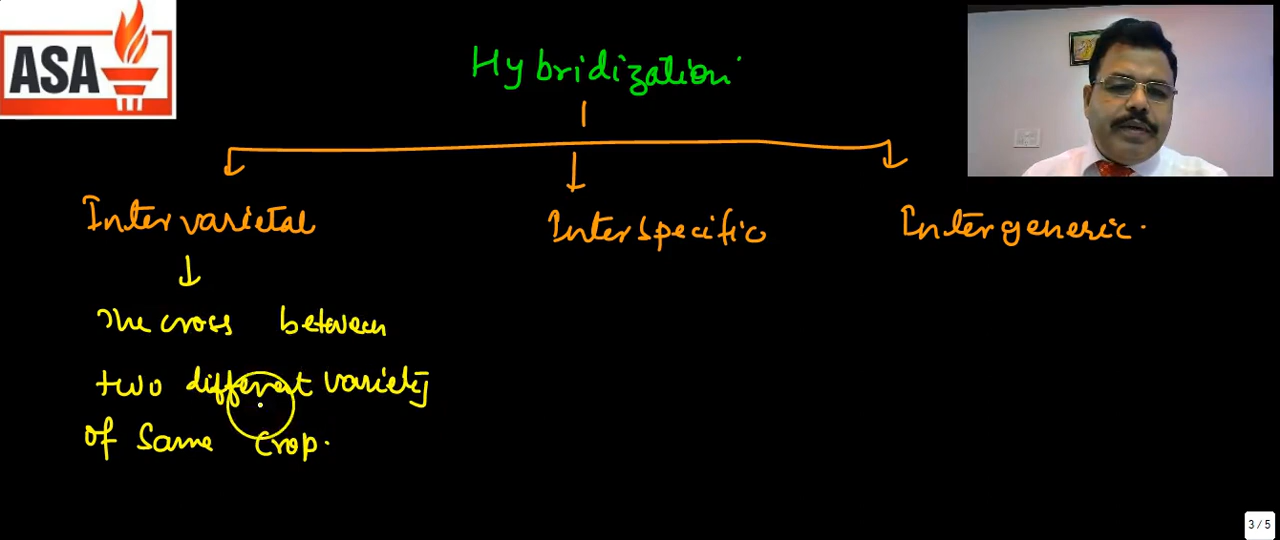 ASA
Hybridization
Intervarietal
Interspecific
Intergeneric.
The cross between
two different variety
of same crop.
3 / 5